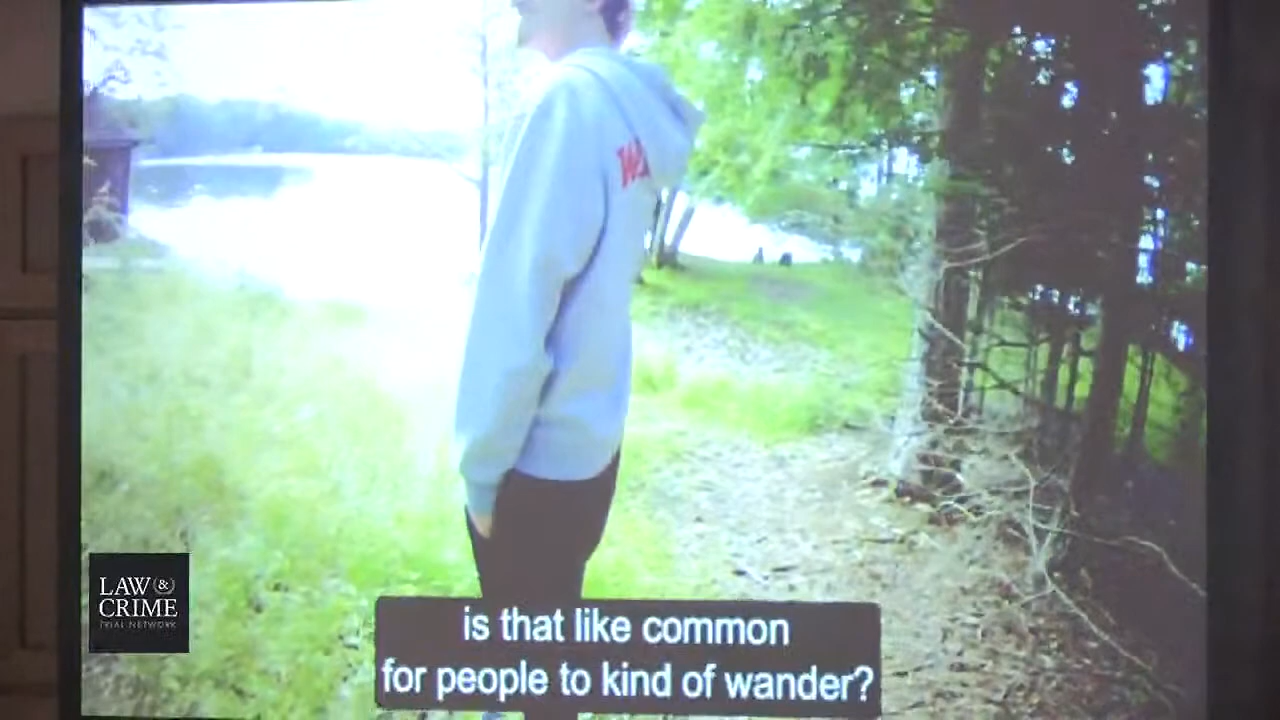 LAW &
CRIME
TRIAL NETWORK
is that like common
for people to kind of wander?